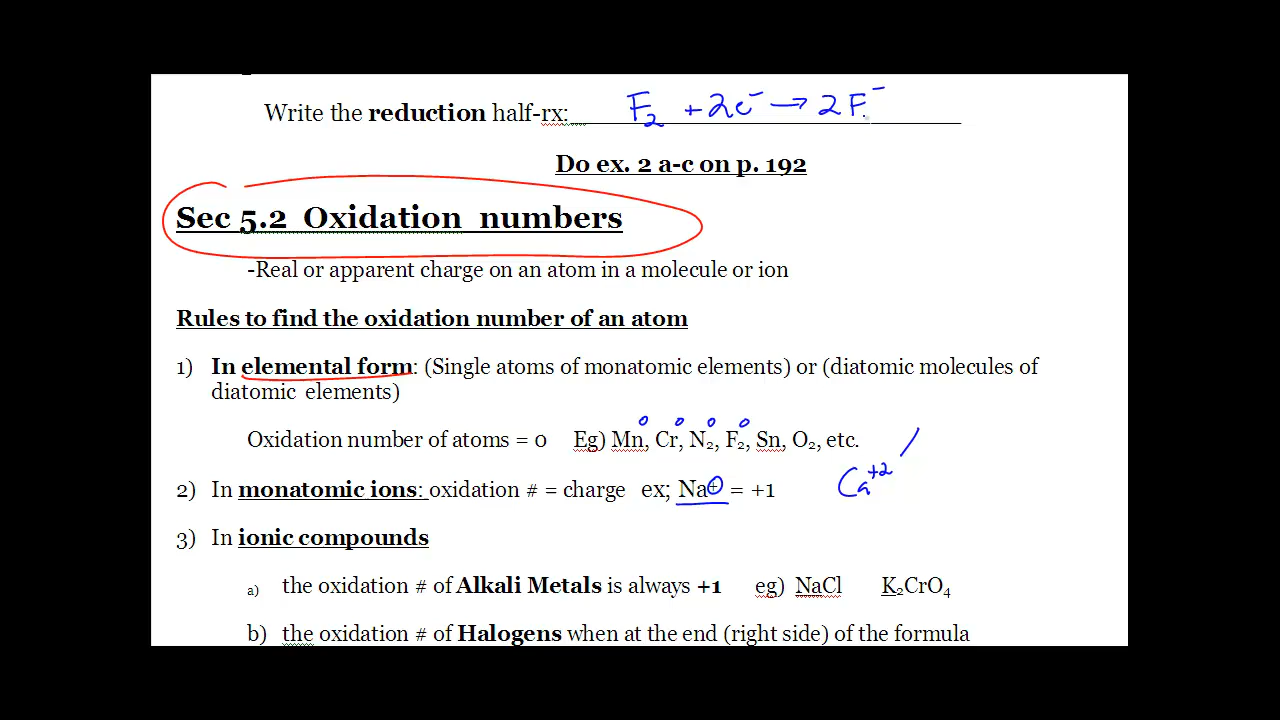 Write the reduction half-rx: F₂ + 2e⁻ → 2F⁻
Do ex. 2 a-c on p. 192
Sec 5.2 Oxidation numbers
-Real or apparent charge on an atom in a molecule or ion
Rules to find the oxidation number of an atom
1) In elemental form: (Single atoms of monatomic elements) or (diatomic molecules of
diatomic elements)
0 0 0 0
Oxidation number of atoms = 0 Eg) Mn, Cr, N₂, F₂, Sn, O₂, etc.
2) In monatomic ions: oxidation # = charge ex; Na⁺ = +1 Ca⁺²
3) In ionic compounds
a) the oxidation # of Alkali Metals is always +1 eg) NaCl K₂CrO₄
b) the oxidation # of Halogens when at the end (right side) of the formula